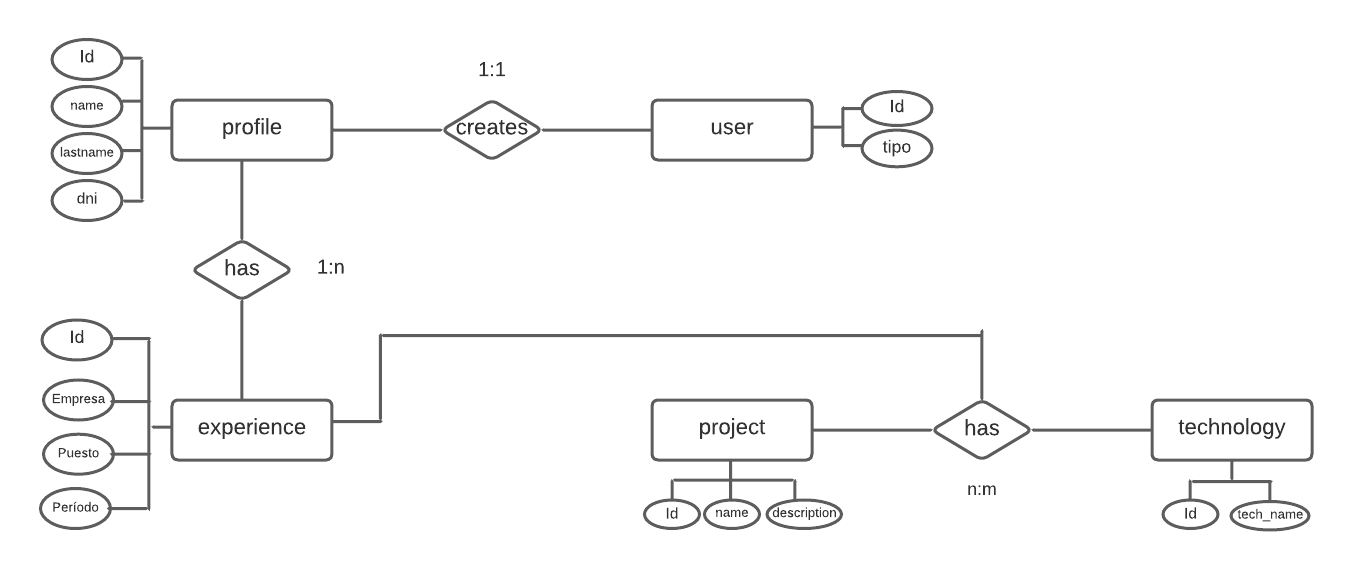 Id
name
lastname
dni
profile
1:1
creates
user
Id
tipo
has
1:n
Id
Empresa
Puesto
Período
experience
project
has
technology
n:m
Id
name
description
Id
tech_name